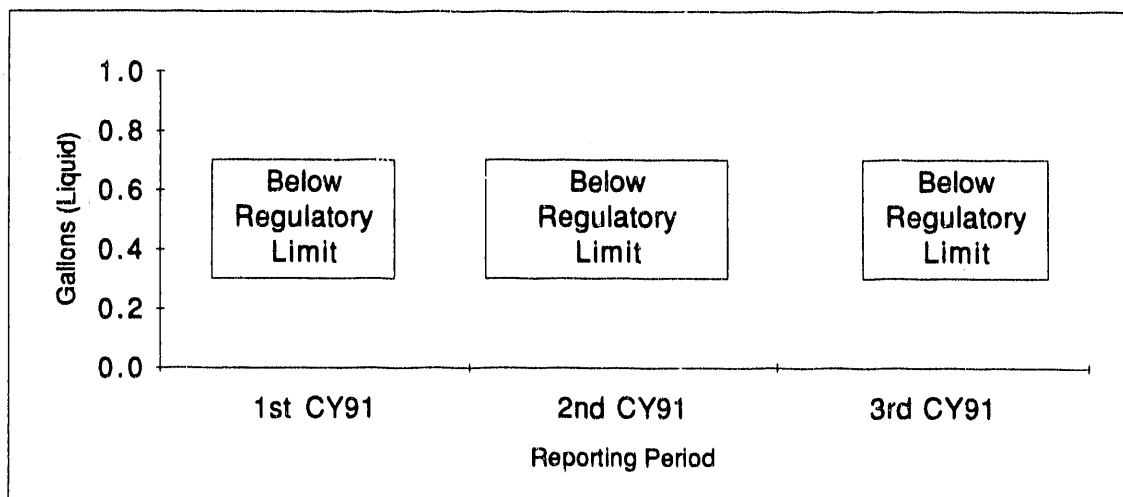 Gallons (Liquid)
1.0
0.8
0.6
0.4
0.2
0.0
Below
Regulatory
Limit
Below
Regulatory
Limit
Below
Regulatory
Limit
1st CY91
2nd CY91
3rd CY91
Reporting Period